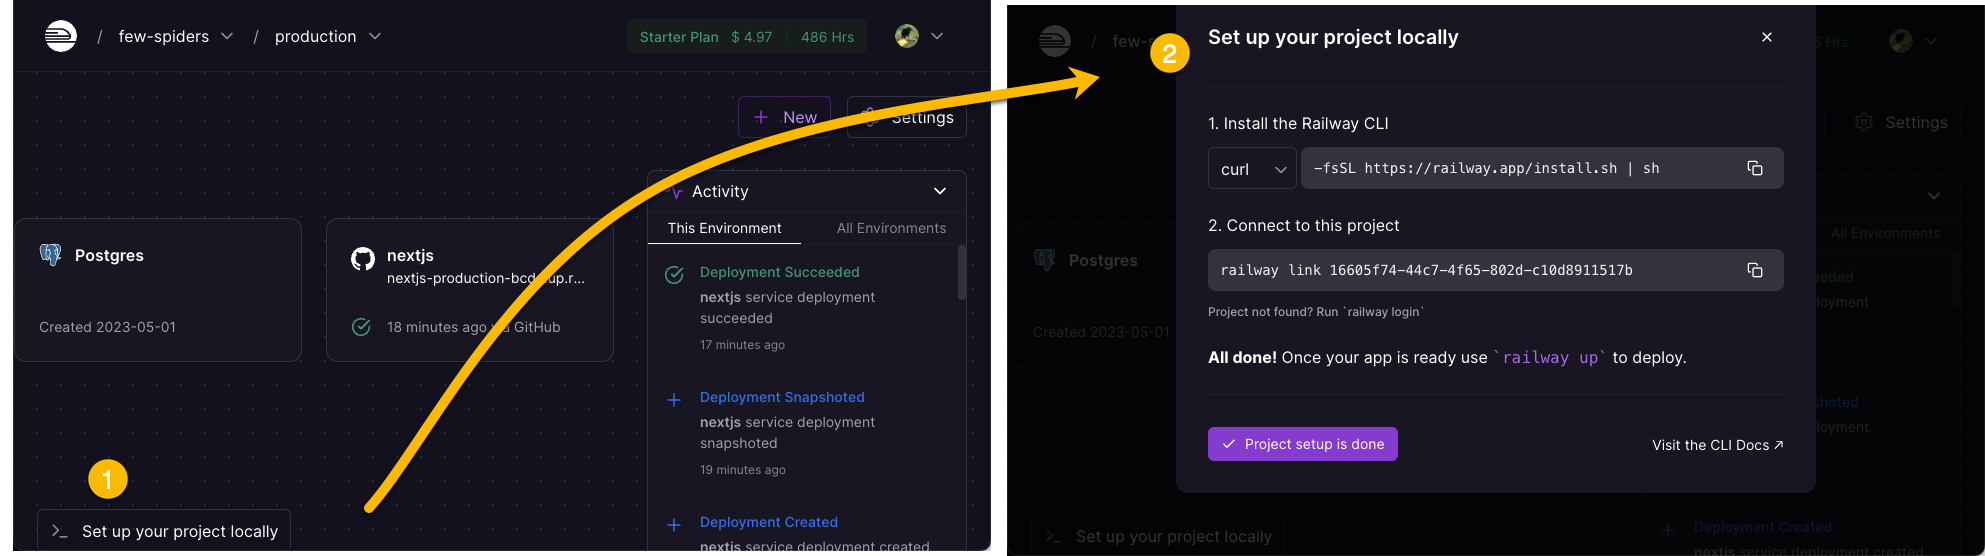 / few-spiders / production
Starter Plan $ 4.97 486 Hrs
+ New
Settings
Postgres
Created 2023-05-01
nextjs
nextjs-production-bcd up.r...
18 minutes ago GitHub
Activity
This Environment All Environments
Deployment Succeeded
nextjs service deployment
succeeded
17 minutes ago
Deployment Snapshoted
nextjs service deployment
snapshoted
19 minutes ago
Deployment Created
nextjs service deployment created
1
>_ Set up your project locally
2
Set up your project locally
1. Install the Railway CLI
curl
-fsSL https://railway.app/install.sh | sh
2. Connect to this project
railway link 16605f74-44c7-4f65-802d-c10d8911517b
Project not found? Run `railway login`
All done! Once your app is ready use `railway up` to deploy.
Project setup is done
Visit the CLI Docs ↗
/ few-s
Hrs
Settings
All Environments
Postgres
Created 2023-05-01
Deployment Created
nextjs service deployment created
>_ Set up your project locally